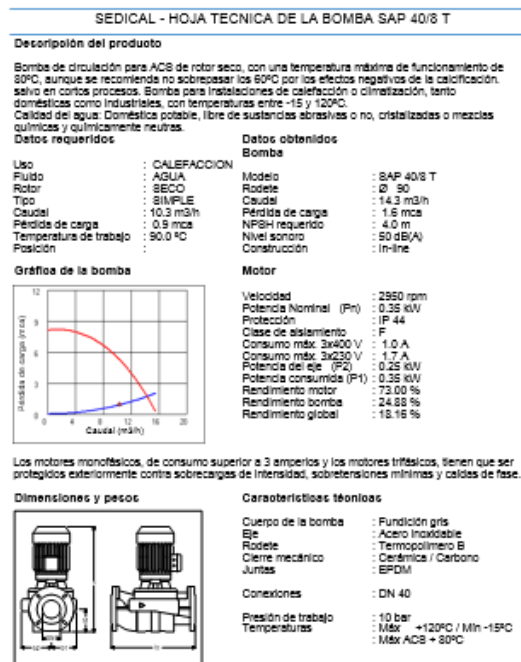 SEDICAL - HOJA TECNICA DE LA BOMBA SAP 40/8 T
Descripción del producto
Bomba de circulación para ACS de rotor seco, con una temperatura máxima de funcionamiento de
80ºC, aunque se recomienda no sobrepasar los 60ºC por los efectos negativos de la calcificación.
salvo en cortos procesos. Bomba para instalaciones de calefacción o climatización, tanto
domésticas como industriales, con temperaturas entre -15 y 120ºC.
Calidad del agua: Doméstica potable, libre de sustancias abrasivas o no, cristalizadas o mezclas
químicas y químicamente neutras.
Datos requeridos
Uso : CALEFACCION
Fluido : AGUA
Rotor : SECO
Tipo : SIMPLE
Caudal : 10.3 m3/h
Pérdida de carga : 0.9 mca
Temperatura de trabajo : 90.0 ºC
Posición :
Datos obtenidos
Bomba
Modelo : SAP 40/8 T
Rodete : Ø 90
Caudal : 14.3 m3/h
Pérdida de carga : 1.6 mca
NPSH requerido : 4.0 m
Nivel sonoro : 50 dB(A)
Construcción : In-line
Gráfica de la bomba
Pérdida de carga (mca)
12
9
6
3
0
0 4 8 12 16 20
Caudal (m3/h)
Motor
Velocidad : 2950 rpm
Potencia Nominal (Pn) : 0.35 kW
Protección : IP 44
Clase de aislamiento : F
Consumo máx. 3x400 V : 1.0 A
Consumo máx. 3x230 V : 1.7 A
Potencia del eje (P2) : 0.25 kW
Potencia consumida (P1) : 0.35 kW
Rendimiento motor : 73.00 %
Rendimiento bomba : 24.88 %
Rendimiento global : 18.16 %
Los motores monofásicos, de consumo superior a 3 amperios y los motores trifásicos, tienen que ser
protegidos exteriormente contra sobrecargas de intensidad, sobretensiones mínimas y caídas de fase.
Dimensiones y pesos
Características técnicas
Cuerpo de la bomba : Fundición gris
Eje : Acero inoxidable
Rodete : Termopolímero B
Cierre mecánico : Cerámica / Carbono
Juntas : EPDM
Conexiones : DN 40
Presión de trabajo : 10 bar
Temperaturas : Máx +120ºC / Mín -15ºC
: Máx ACS + 80ºC